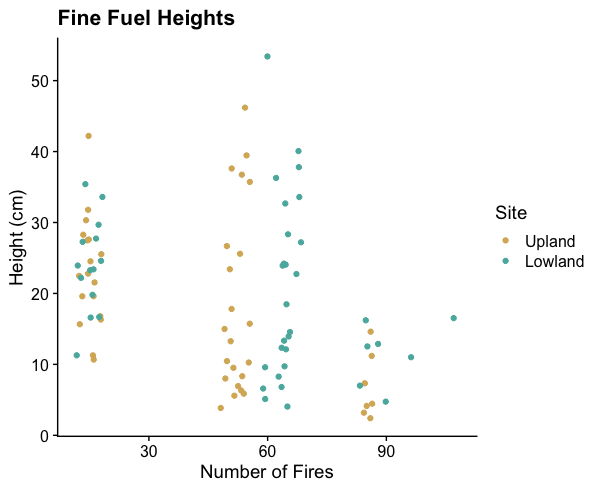 Fine Fuel Heights
50
40
30
20
10
0
Height (cm)
30
60
90
Number of Fires
Site
Upland
Lowland